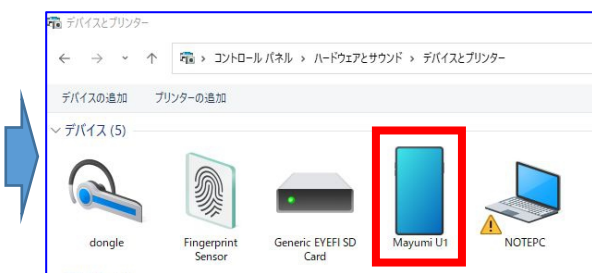 デバイスとプリンター
コントロール パネル › ハードウェアとサウンド › デバイスとプリンター
デバイスの追加 プリンターの追加
デバイス (5)
dongle
Fingerprint
Sensor
Generic EYEFI SD
Card
Mayumi U1
NOTEPC